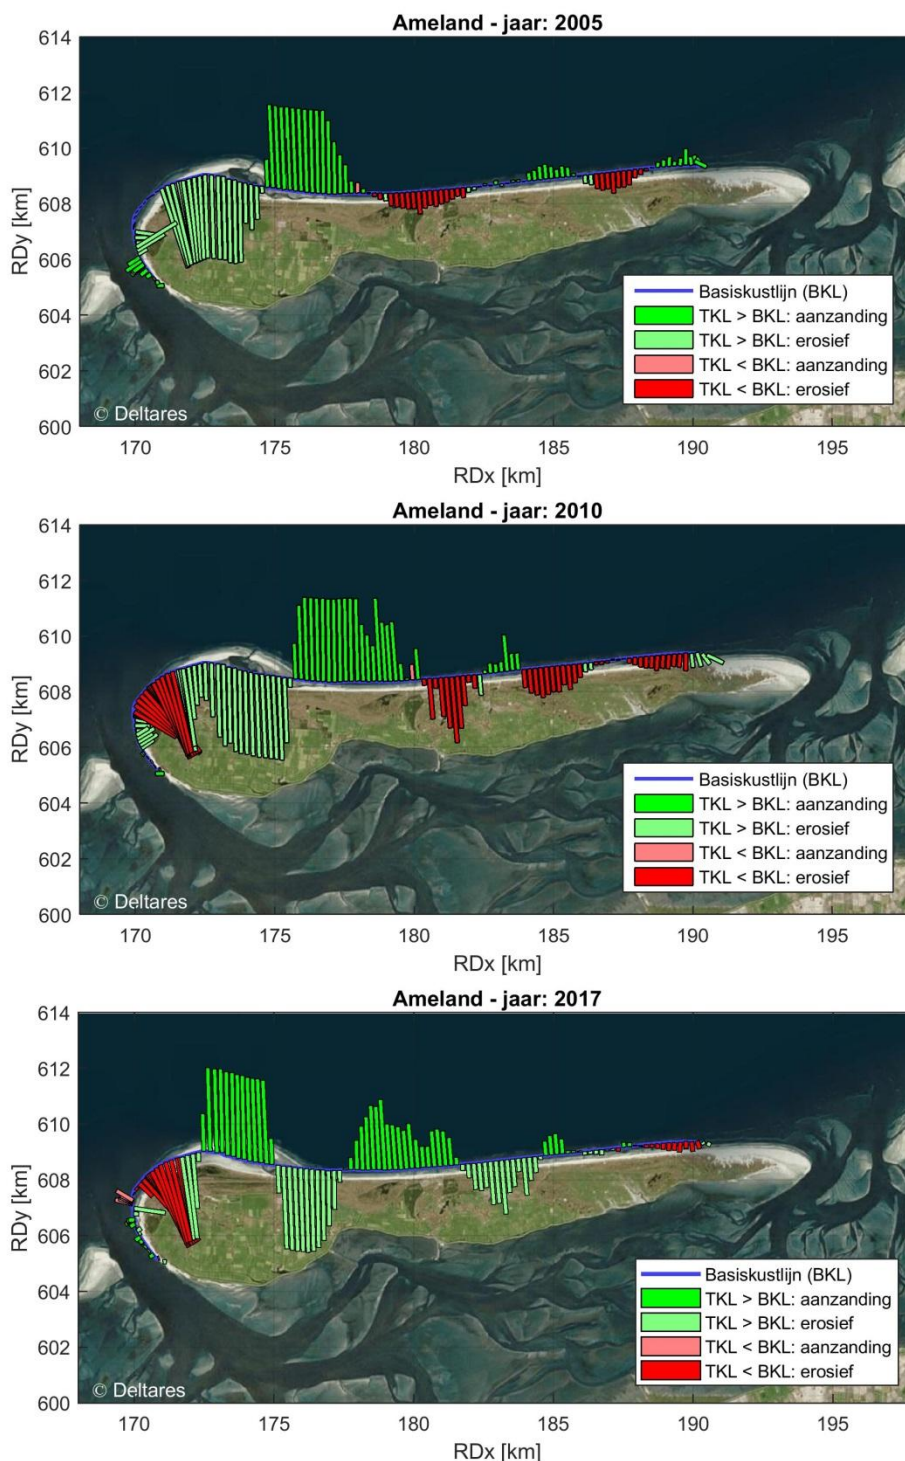 Ameland - jaar: 2005
614
612
610
608
606
604
602
600
RDy [km]
Basiskustlijn (BKL)
TKL > BKL: aanzanding
TKL > BKL: erosief
TKL < BKL: aanzanding
TKL < BKL: erosief
© Deltares
170 175 180 185 190 195
RDx [km]
Ameland - jaar: 2010
614
612
610
608
606
604
602
600
RDy [km]
Basiskustlijn (BKL)
TKL > BKL: aanzanding
TKL > BKL: erosief
TKL < BKL: aanzanding
TKL < BKL: erosief
© Deltares
170 175 180 185 190 195
RDx [km]
Ameland - jaar: 2017
614
612
610
608
606
604
602
600
RDy [km]
Basiskustlijn (BKL)
TKL > BKL: aanzanding
TKL > BKL: erosief
TKL < BKL: aanzanding
TKL < BKL: erosief
© Deltares
170 175 180 185 190 195
RDx [km]